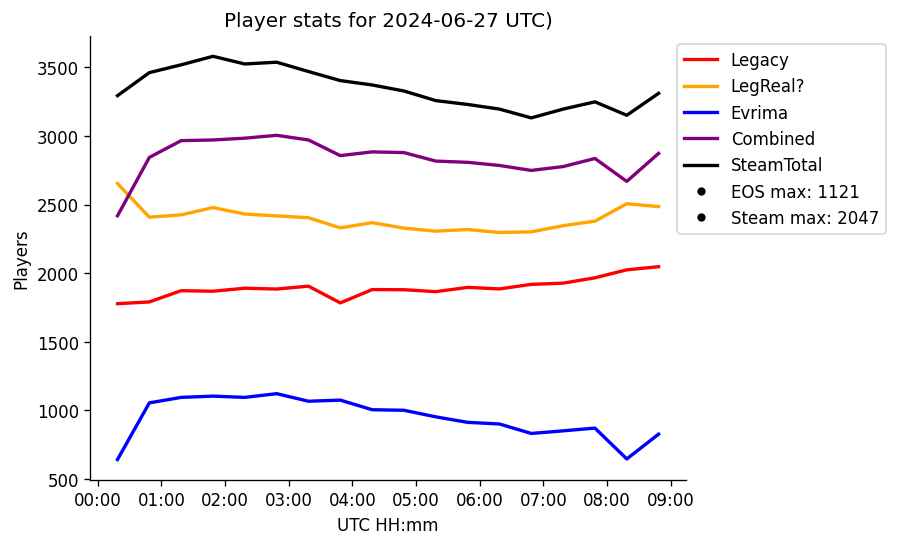 Player stats for 2024-06-27 UTC)
Legacy
LegReal?
Evrima
Combined
SteamTotal
EOS max: 1121
Steam max: 2047
Players
3500
3000
2500
2000
1500
1000
500
00:00 01:00 02:00 03:00 04:00 05:00 06:00 07:00 08:00 09:00
UTC HH:mm